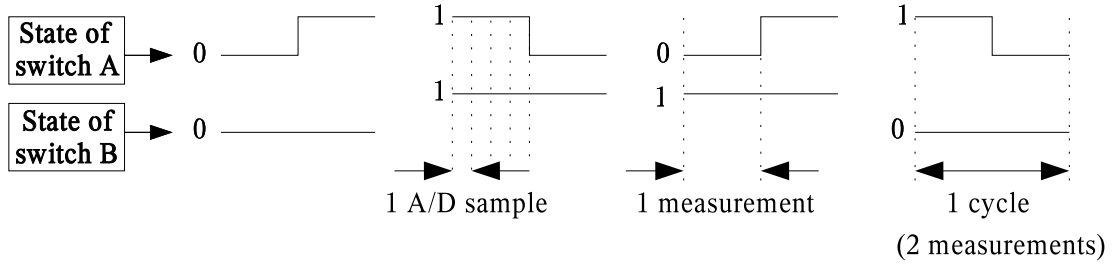 State of
switch A
0
1
0
1
State of
switch B
0
1
1
0
1 A/D sample
1 measurement
1 cycle
(2 measurements)